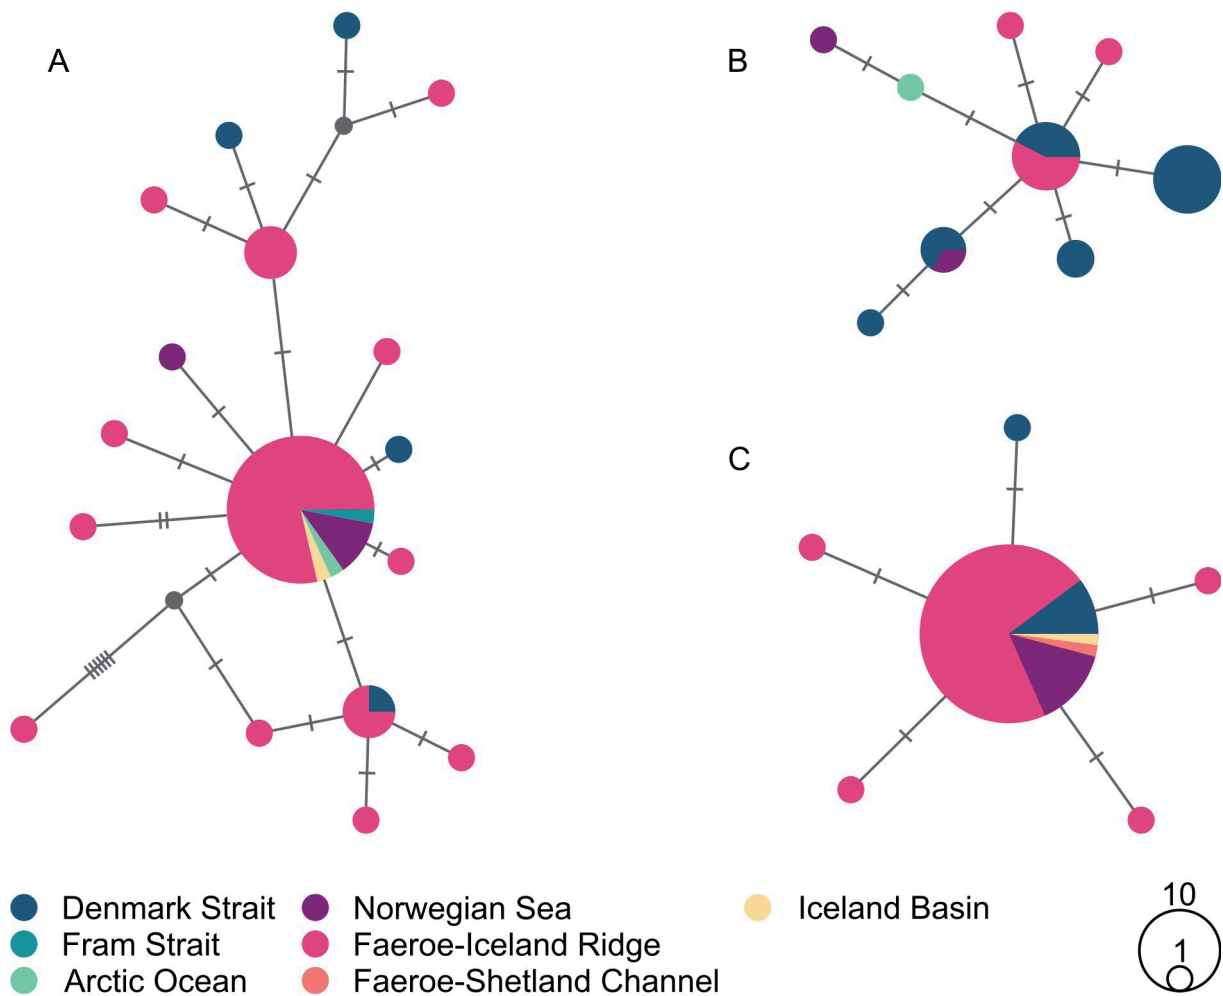 A
B
C
Denmark Strait
Norwegian Sea
Iceland Basin
10
Fram Strait
Faeroe-Iceland Ridge
1
Arctic Ocean
Faeroe-Shetland Channel